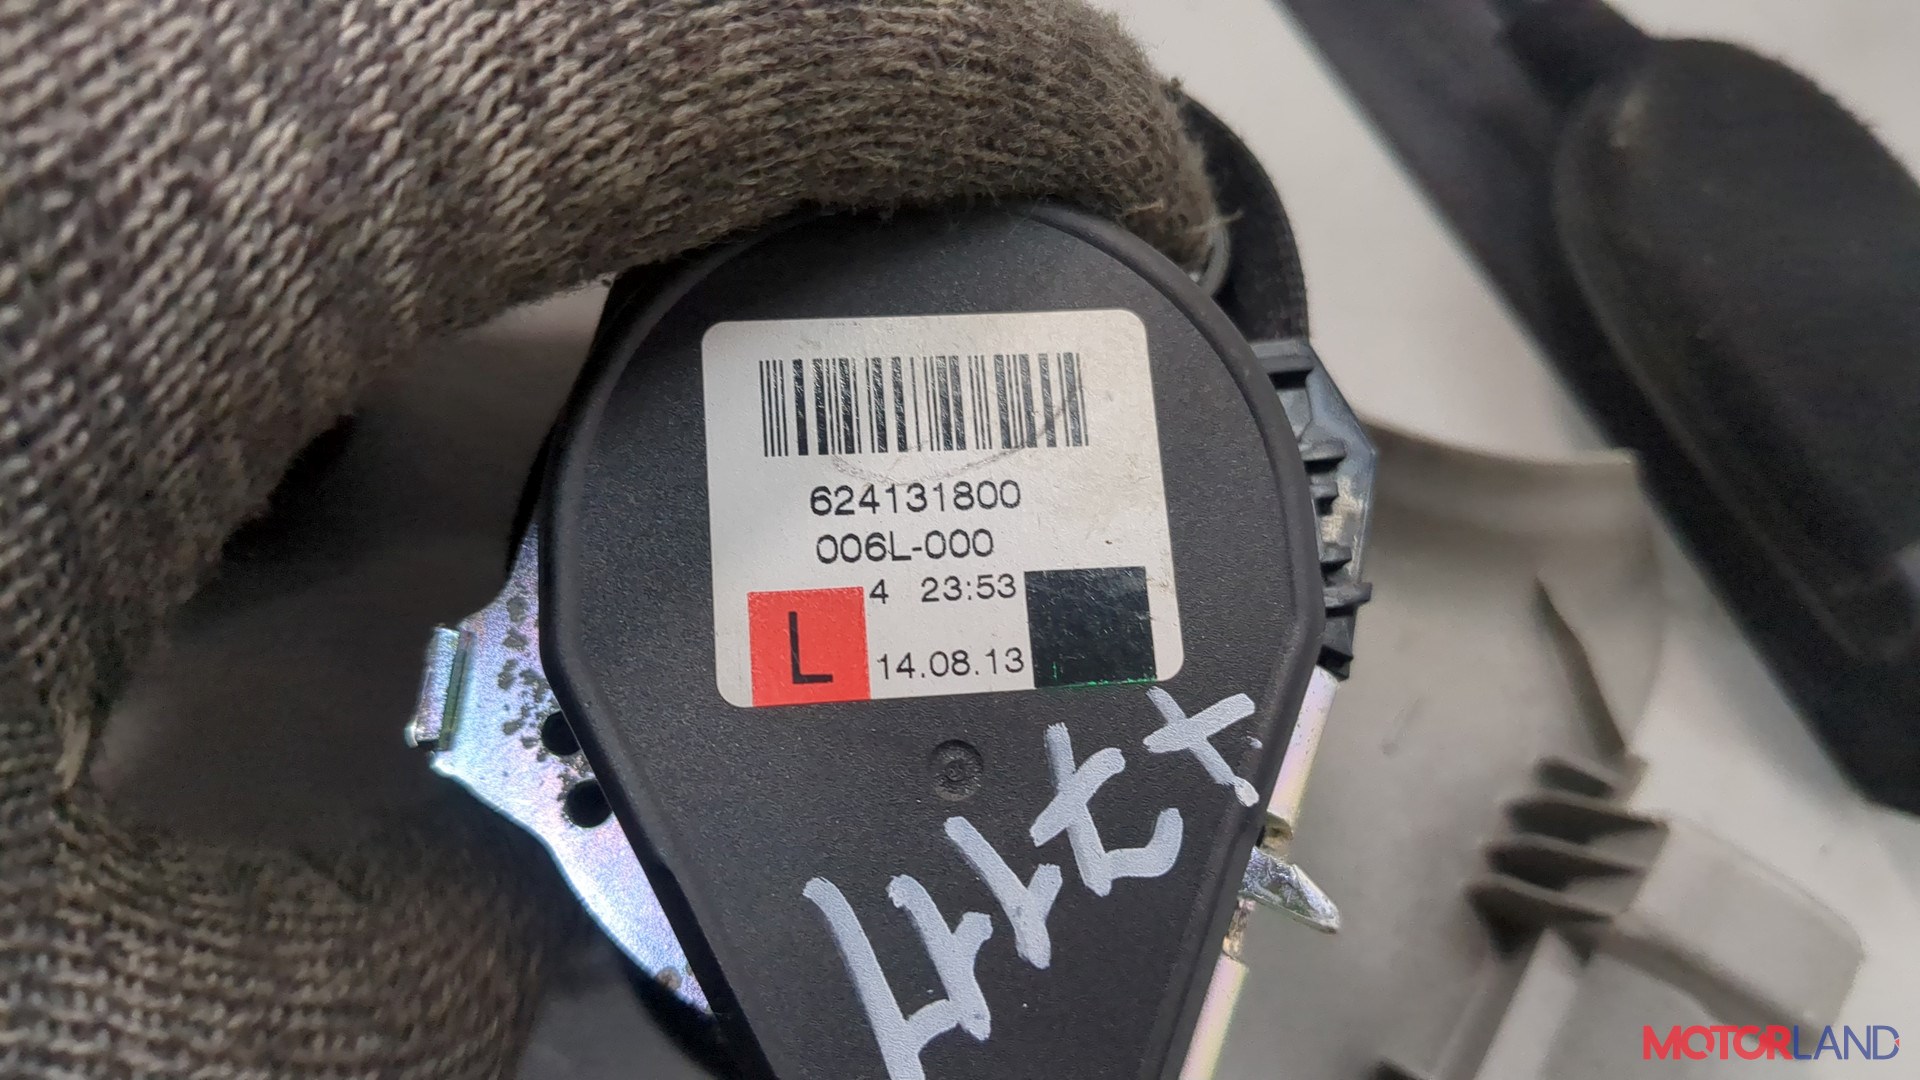 624131800
006L-000
4 23:53
L 14.08.13
MOTORLAND